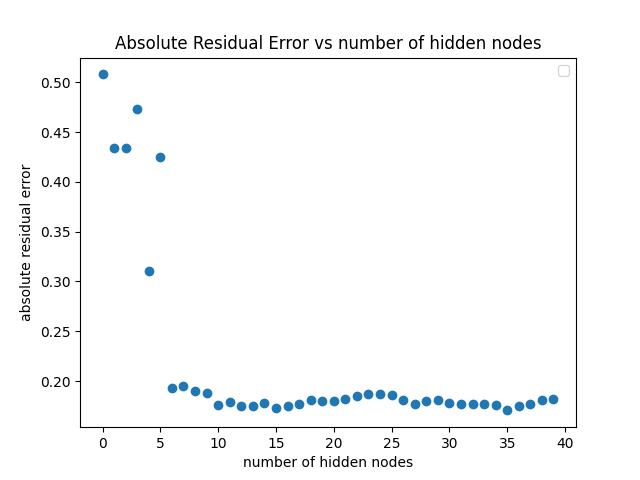 Absolute Residual Error vs number of hidden nodes
0.50
0.45
0.40
0.35
0.30
0.25
0.20
absolute residual error
0 5 10 15 20 25 30 35 40
number of hidden nodes